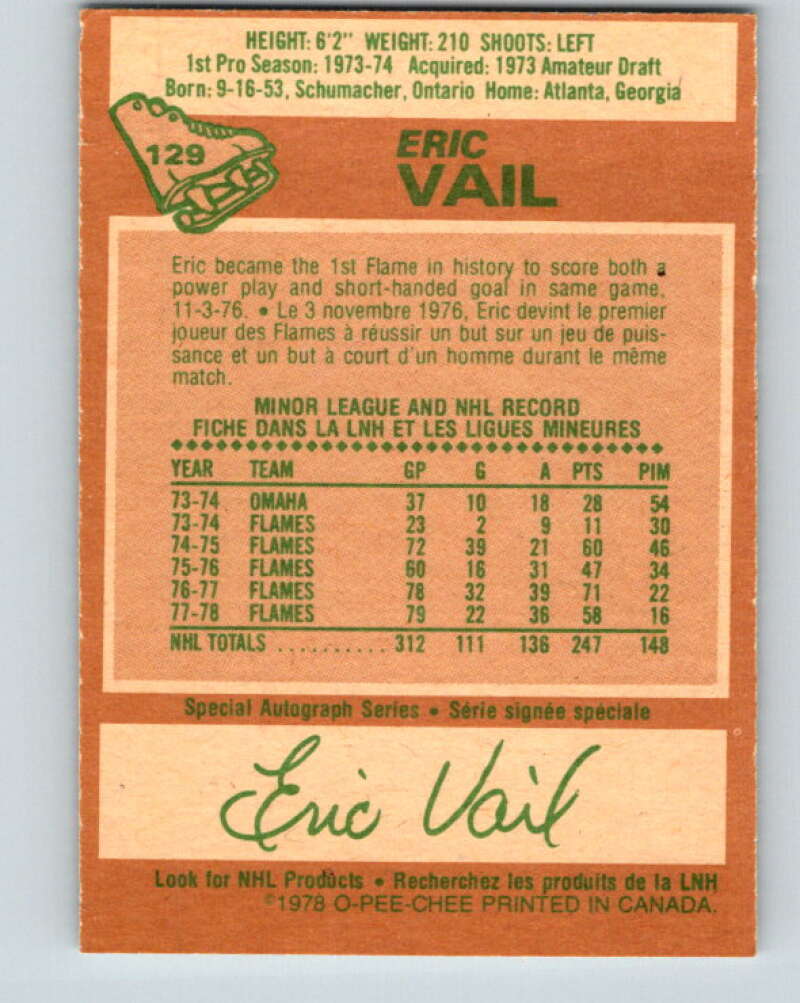 HEIGHT: 6'2" WEIGHT: 210 SHOOTS: LEFT
1st Pro Season: 1973-74 Acquired: 1973 Amateur Draft
Born: 9-16-53, Schumacher, Ontario Home: Atlanta, Georgia
129
ERIC
VAIL
Eric became the 1st Flame in history to score both a
power play and short-handed goal in same game,
11-3-76. • Le 3 novembre 1976, Eric devint le premier
joueur des Flames à réussir un but sur un jeu de puis-
sance et un but à court d'un homme durant le même
match.
MINOR LEAGUE AND NHL RECORD
FICHE DANS LA LNH ET LES LIGUES MINEURES
YEAR TEAM GP G A PTS PIM
73-74 OMAHA 37 10 18 28 54
73-74 FLAMES 23 2 9 11 30
74-75 FLAMES 72 39 21 60 46
75-76 FLAMES 60 16 31 47 34
76-77 FLAMES 78 32 39 71 22
77-78 FLAMES 79 22 36 58 16
NHL TOTALS .......... 312 111 136 247 148
Special Autograph Series • Série signée spéciale
Eric Vail
Look for NHL Products • Recherchez les produits de la LNH
©1978 O-PEE-CHEE PRINTED IN CANADA.